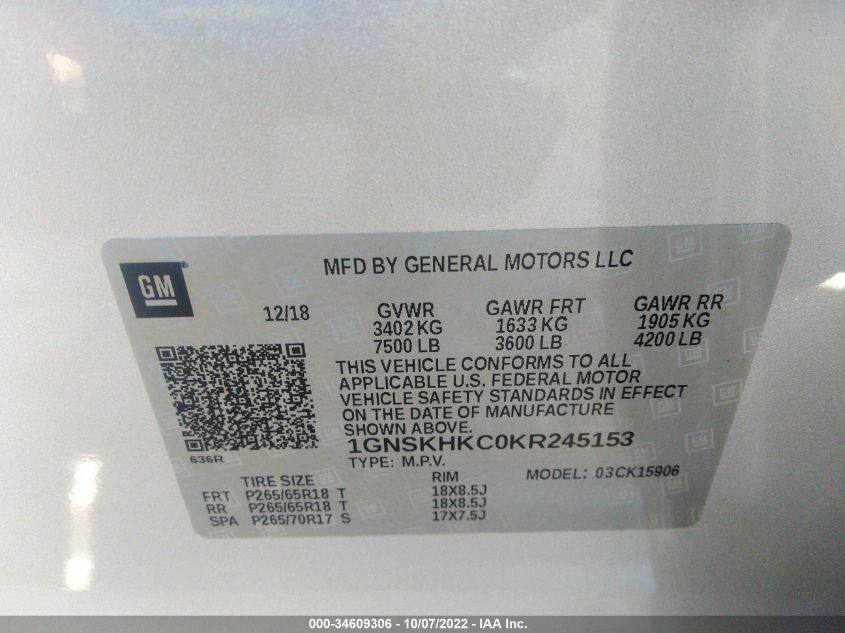 GM
MFD BY GENERAL MOTORS LLC
12/18 GVWR GAWR FRT GAWR RR
3402 KG 1633 KG 1905 KG
7500 LB 3600 LB 4200 LB
THIS VEHICLE CONFORMS TO ALL
APPLICABLE U.S. FEDERAL MOTOR
VEHICLE SAFETY STANDARDS IN EFFECT
ON THE DATE OF MANUFACTURE
SHOWN ABOVE.
1GNSKHKC0KR245153
636R TYPE: M.P.V.
TIRE SIZE RIM MODEL: 03CK15906
FRT P265/65R18 T 18X8.5J
RR P265/65R18 T 18X8.5J
SPA P265/70R17 S 17X7.5J
000-34609306 - 10/07/2022 - IAA Inc.